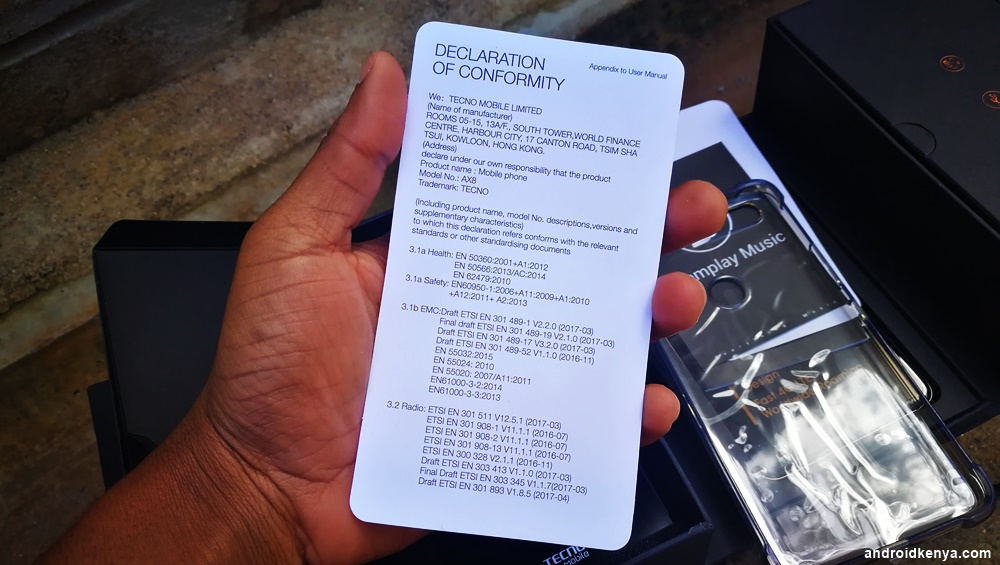 DECLARATION
OF CONFORMITY
Appendix to User Manual
We: TECNO MOBILE LIMITED
(Name of manufacturer)
ROOMS 05-15, 13A/F., SOUTH TOWER,WORLD FINANCE
CENTRE, HARBOUR CITY, 17 CANTON ROAD, TSIM SHA
TSUI, KOWLOON, HONG KONG.
(Address)
declare under our own responsibility that the product
Product name : Mobile phone
Model No.: AX8
Trademark: TECNO
(Including product name, model No. descriptions,versions and
supplementary characteristics)
to which this declaration refers conforms with the relevant
standards or other standardising documents
3.1a Health: EN 50360:2001+A1:2012
EN 50566:2013/AC:2014
EN 62479:2010
3.1a Safety: EN60950-1:2006+A11:2009+A1:2010
+A12:2011+ A2:2013
3.1b EMC:Draft ETSI EN 301 489-1 V2.2.0 (2017-03)
Final draft ETSI EN 301 489-19 V2.1.0 (2017-03)
Draft ETSI EN 301 489-17 V3.2.0 (2017-03)
Draft ETSI EN 301 489-52 V1.1.0 (2016-11)
EN 55032:2015
EN 55024: 2010
EN 55020: 2007/A11:2011
EN61000-3-2:2014
EN61000-3-3:2013
3.2 Radio: ETSI EN 301 511 V12.5.1 (2017-03)
ETSI EN 301 908-1 V11.1.1 (2016-07)
ETSI EN 301 908-2 V11.1.1 (2016-07)
ETSI EN 301 908-13 V11.1.1 (2016-07)
ETSI EN 300 328 V2.1.1 (2016-11)
Draft ETSI EN 303 413 V1.1.0 (2017-03)
Final Draft ETSI EN 303 345 V1.1.7(2017-03)
Draft ETSI EN 301 893 V1.8.5 (2017-04)
Music
Design
Fast
TECNO
Mobile
androidkenya.com